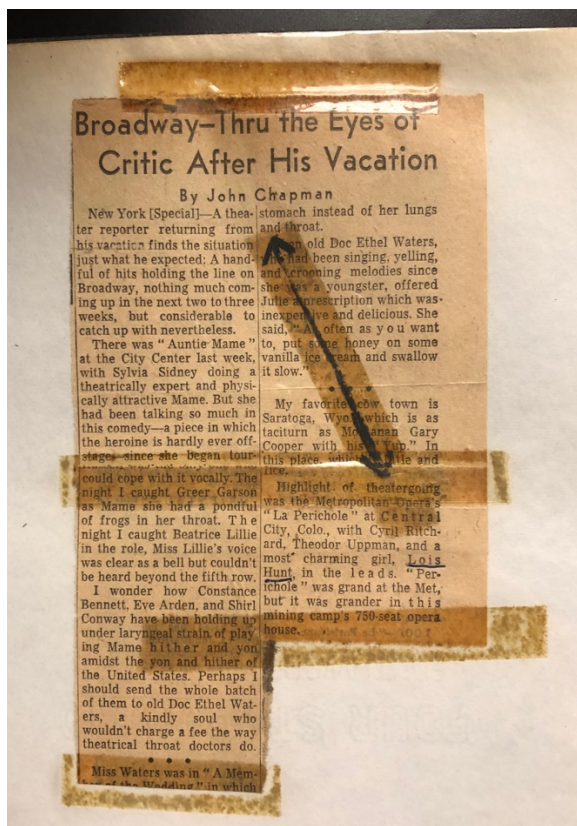 Broadway—Thru the Eyes of
Critic After His Vacation
By John Chapman
New York [Special]—A thea-
ter reporter returning from
his vacation finds the situation
just what he expected: A hand-
ful of hits holding the line on
Broadway, nothing much com-
ing up in the next two to three
weeks, but considerable to
catch up with nevertheless.
There was "Auntie Mame"
at the City Center last week,
with Sylvia Sidney doing a
theatrically expert and physi-
cally attractive Mame. But she
had been talking so much in
this comedy—a piece in which
the heroine is hardly ever off-
stage since she began tour-
could cope with it vocally. The
night I caught Greer Garson
as Mame she had a pondful
of frogs in her throat. The
night I caught Beatrice Lillie
in the role, Miss Lillie's voice
was clear as a bell but couldn't
be heard beyond the fifth row.
I wonder how Constance
Bennett, Eve Arden, and Shirl
Conway have been holding up
under laryngeal strain of play
ing Mame hither and yon
amidst the yon and hither of
the United States. Perhaps I
should send the whole batch
of them to old Doc Ethel Wat-
ers, a kindly soul who
wouldn't charge a fee the way
theatrical throat doctors do.
• • •
Miss Waters was in "A Mem-
ber of the Wedding" in which
stomach instead of her lungs
and throat.
old Doc Ethel Waters,
had been singing, yelling,
and crooning melodies since
she was a youngster, offered
Julie a prescription which was
inexpensive and delicious. She
said, "As often as you want
to, put some honey on some
vanilla ice cream and swallow
it slow."
• • •
My favorite cow town is
Saratoga, Wyo., which is as
taciturn as Montanan Gary
Cooper with his "Yup." In
this place, which and
fice.
Highlight of theatergoing
was the Metropolitan Opera's
"La Perichole" at Central
City, Colo., with Cyril Ritch-
ard, Theodor Uppman, and a
most charming girl, Lois
Hunt, in the leads. "Per-
ichole" was grand at the Met,
but it was grander in this
mining camp's 750-seat opera
house.